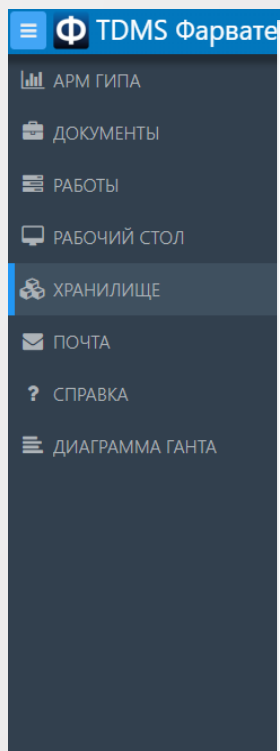 Ф TDMS Фарвате
АРМ ГИПА
ДОКУМЕНТЫ
РАБОТЫ
РАБОЧИЙ СТОЛ
ХРАНИЛИЩЕ
ПОЧТА
? СПРАВКА
ДИАГРАММА ГАНТА